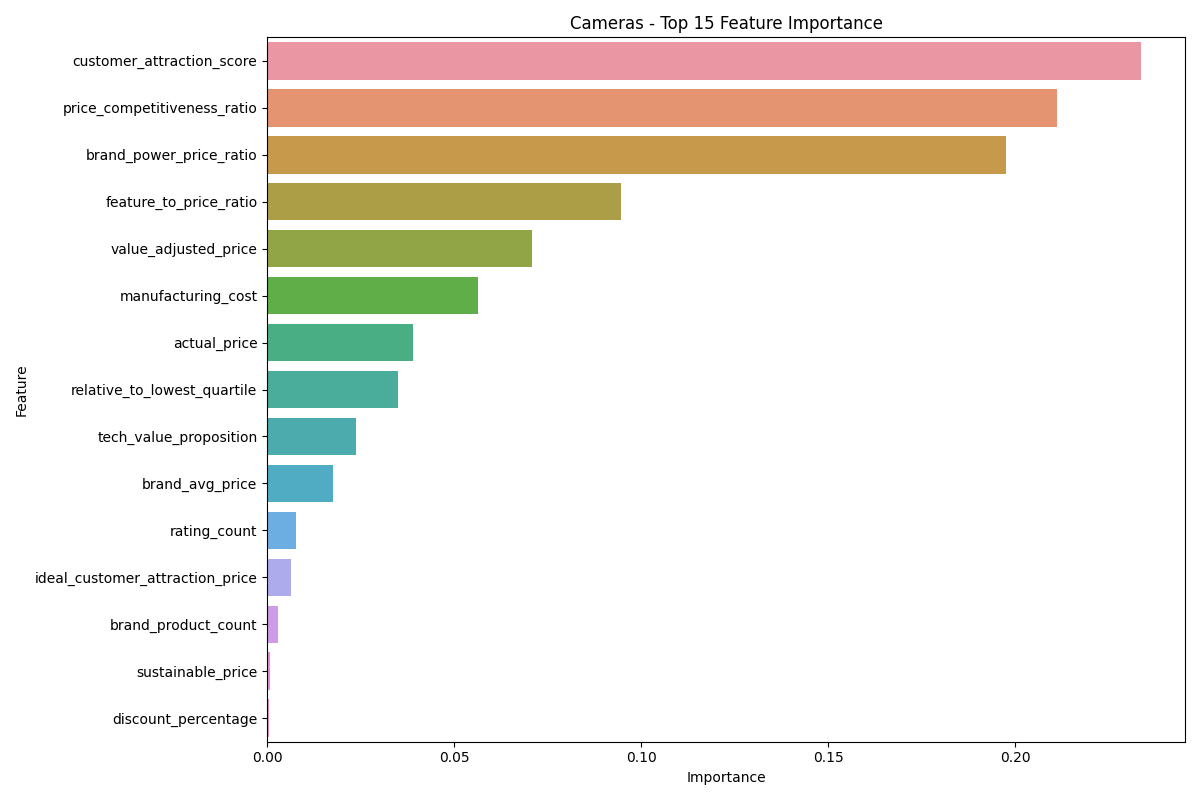 Cameras - Top 15 Feature Importance
customer_attraction_score
price_competitiveness_ratio
brand_power_price_ratio
feature_to_price_ratio
value_adjusted_price
manufacturing_cost
actual_price
relative_to_lowest_quartile
tech_value_proposition
brand_avg_price
rating_count
ideal_customer_attraction_price
brand_product_count
sustainable_price
discount_percentage
Feature
0.00 0.05 0.10 0.15 0.20
Importance